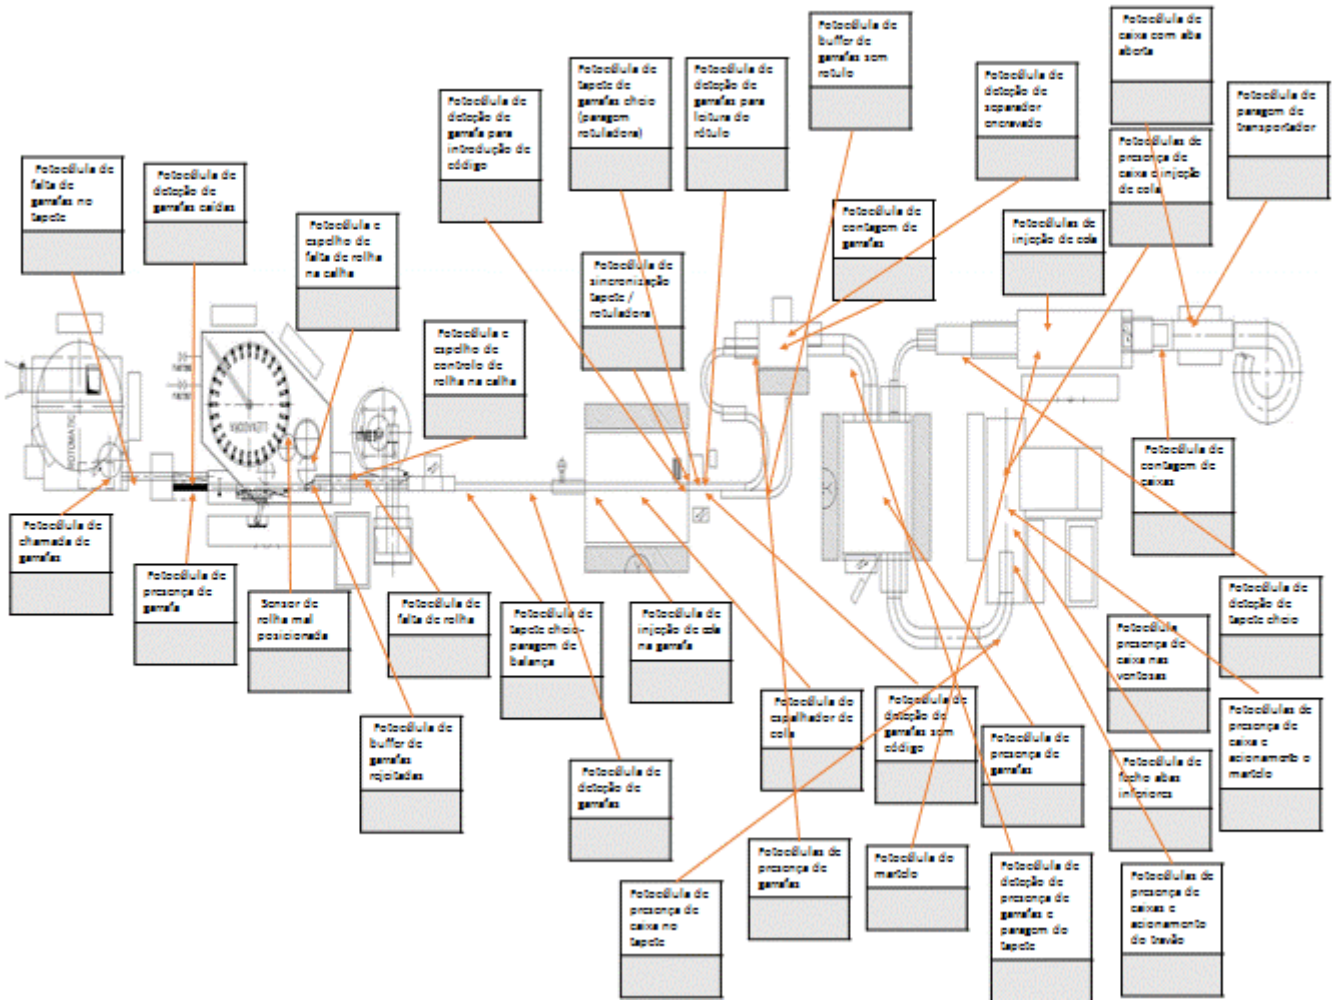 Fotocélula de
buffer de
garrafas sem
rotulo
Fotocélula de
caixa com aba
aberta
Fotocélula de
tapete de
garrafas cheio
(paragem
rotuladora)
Fotocélula de
deteção de
garrafas para
leitura do
rótulo
Fotocélula de
deteção de
separador
encravado
Fotocélula de
paragem de
transportador
Fotocélula de
deteção de
garrafa para
introdução de
código
Fotocélulas de
presença de
caixa e injeção
de cola
Fotocélula de
falta de
garrafas no
tapete
Fotocélula de
deteção de
garrafas caídas
Fotocélula e
espelho de
falta de rolha
na calha
Fotocélula de
contagem de
garrafas
Fotocélulas de
injeção de cola
Fotocélula de
sincronização
tapete /
rotuladora
Fotocélula e
espelho de
controlo de
rolha na calha
Fotocélula de
contagem de
caixas
Fotocélula de
chamada de
garrafas
Fotocélula de
presença de
garrafa
Sensor de
rolha mal
posicionada
Fotocélula de
falta de rolha
Fotocélula de
tapete cheio-
paragem de
balança
Fotocélula de
injeção de cola
na garrafa
Fotocélula de
deteção de
tapete cheio
Fotocélula
presença de
caixa nas
ventosas
Fotocélula do
espalhador de
cola
Fotocélula de
deteção de
garrafas sem
código
Fotocélula de
presença de
garrafas
Fotocélulas de
presença de
caixa e
acionamento o
martelo
Fotocélula de
buffer de
garrafas
rejeitadas
Fotocélula de
deteção de
garrafas
Fotocélula de
fecho abas
inferiores
Fotocélulas de
presença de
garrafas
Fotocélula do
martelo
Fotocélula de
deteção de
presença de
garrafas e
paragem do
tapete
Fotocélulas de
presença de
caixas e
acionamento
do travão
Fotocélula de
presença de
caixa no
tapete